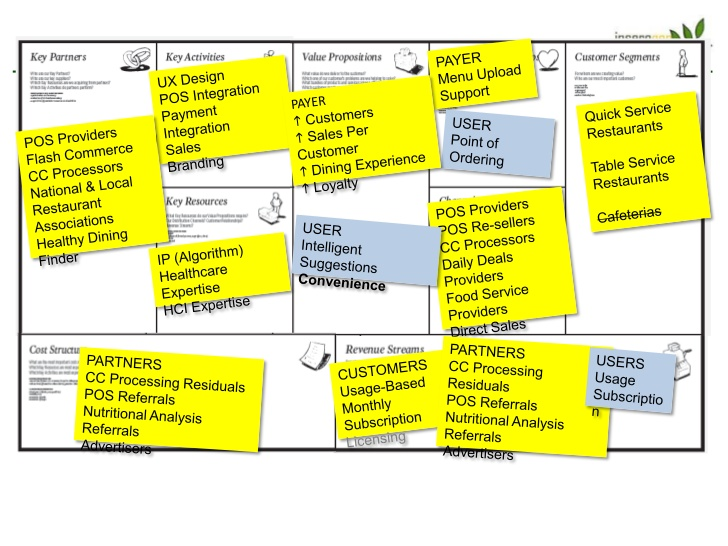 Key Partners
POS Providers
Flash Commerce
CC Processors
National & Local
Restaurant
Associations
Healthy Dining
Finder
Key Activities
UX Design
POS Integration
Payment
Integration
Sales
Branding
Key Resources
IP (Algorithm)
Healthcare
Expertise
HCI Expertise
Value Propositions
PAYER
↑ Customers
↑ Sales Per
Customer
↑ Dining Experience
↑ Loyalty
USER
Intelligent
Suggestions
Convenience
PAYER
Menu Upload
Support
USER
Point of
Ordering
POS Providers
POS Re-sellers
CC Processors
Daily Deals
Providers
Food Service
Providers
Direct Sales
Customer Segments
Quick Service
Restaurants
Table Service
Restaurants
Cafeterias
Cost Structu
PARTNERS
CC Processing Residuals
POS Referrals
Nutritional Analysis
Referrals
Advertisers
Revenue Streams
CUSTOMERS
Usage-Based
Monthly
Subscription
Licensing
PARTNERS
CC Processing
Residuals
POS Referrals
Nutritional Analysis
Referrals
Advertisers
USERS
Usage
Subscriptio
n